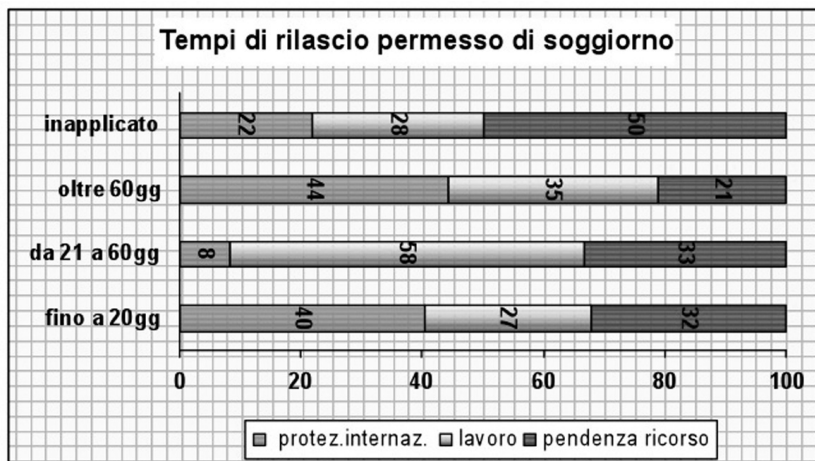 Tempi di rilascio permesso di soggiorno
inapplicato 22 28 50
oltre 60gg 44 35 21
da 21 a 60gg 8 58 33
fino a 20gg 40 27 32
0 20 40 60 80 100
protez.internaz. lavoro pendenza ricorso